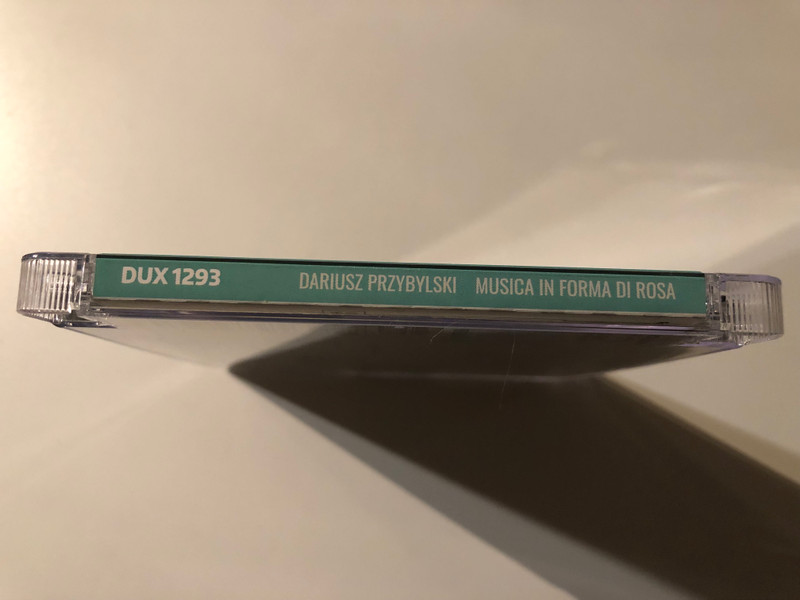 DUX 1293 DARIUSZ PRZYBYLSKI MUSICA IN FORMA DI ROSA